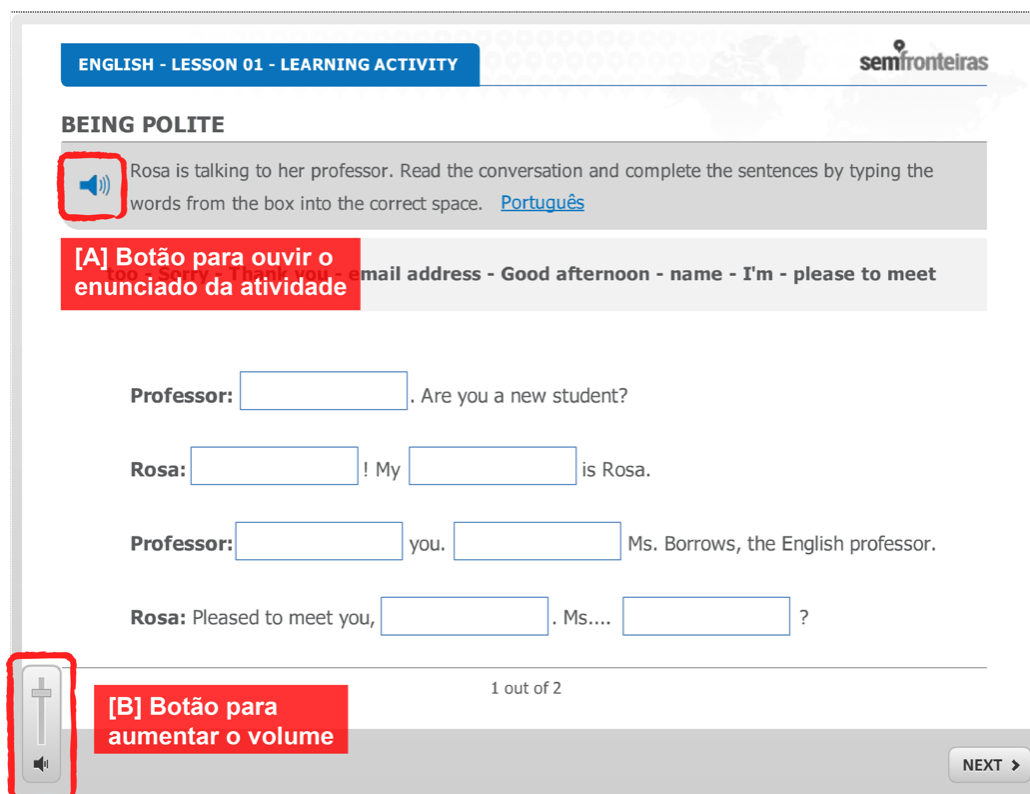 ENGLISH - LESSON 01 - LEARNING ACTIVITY
semfronteiras
BEING POLITE
Rosa is talking to her professor. Read the conversation and complete the sentences by typing the
words from the box into the correct space. Português
[A] Botão para ouvir o
enunciado da atividade
too - Sorry - Thank you - email address - Good afternoon - name - I'm - please to meet
Professor: . Are you a new student?
Rosa: ! My is Rosa.
Professor: you. Ms. Borrows, the English professor.
Rosa: Pleased to meet you, . Ms.... ?
1 out of 2
[B] Botão para
aumentar o volume
NEXT